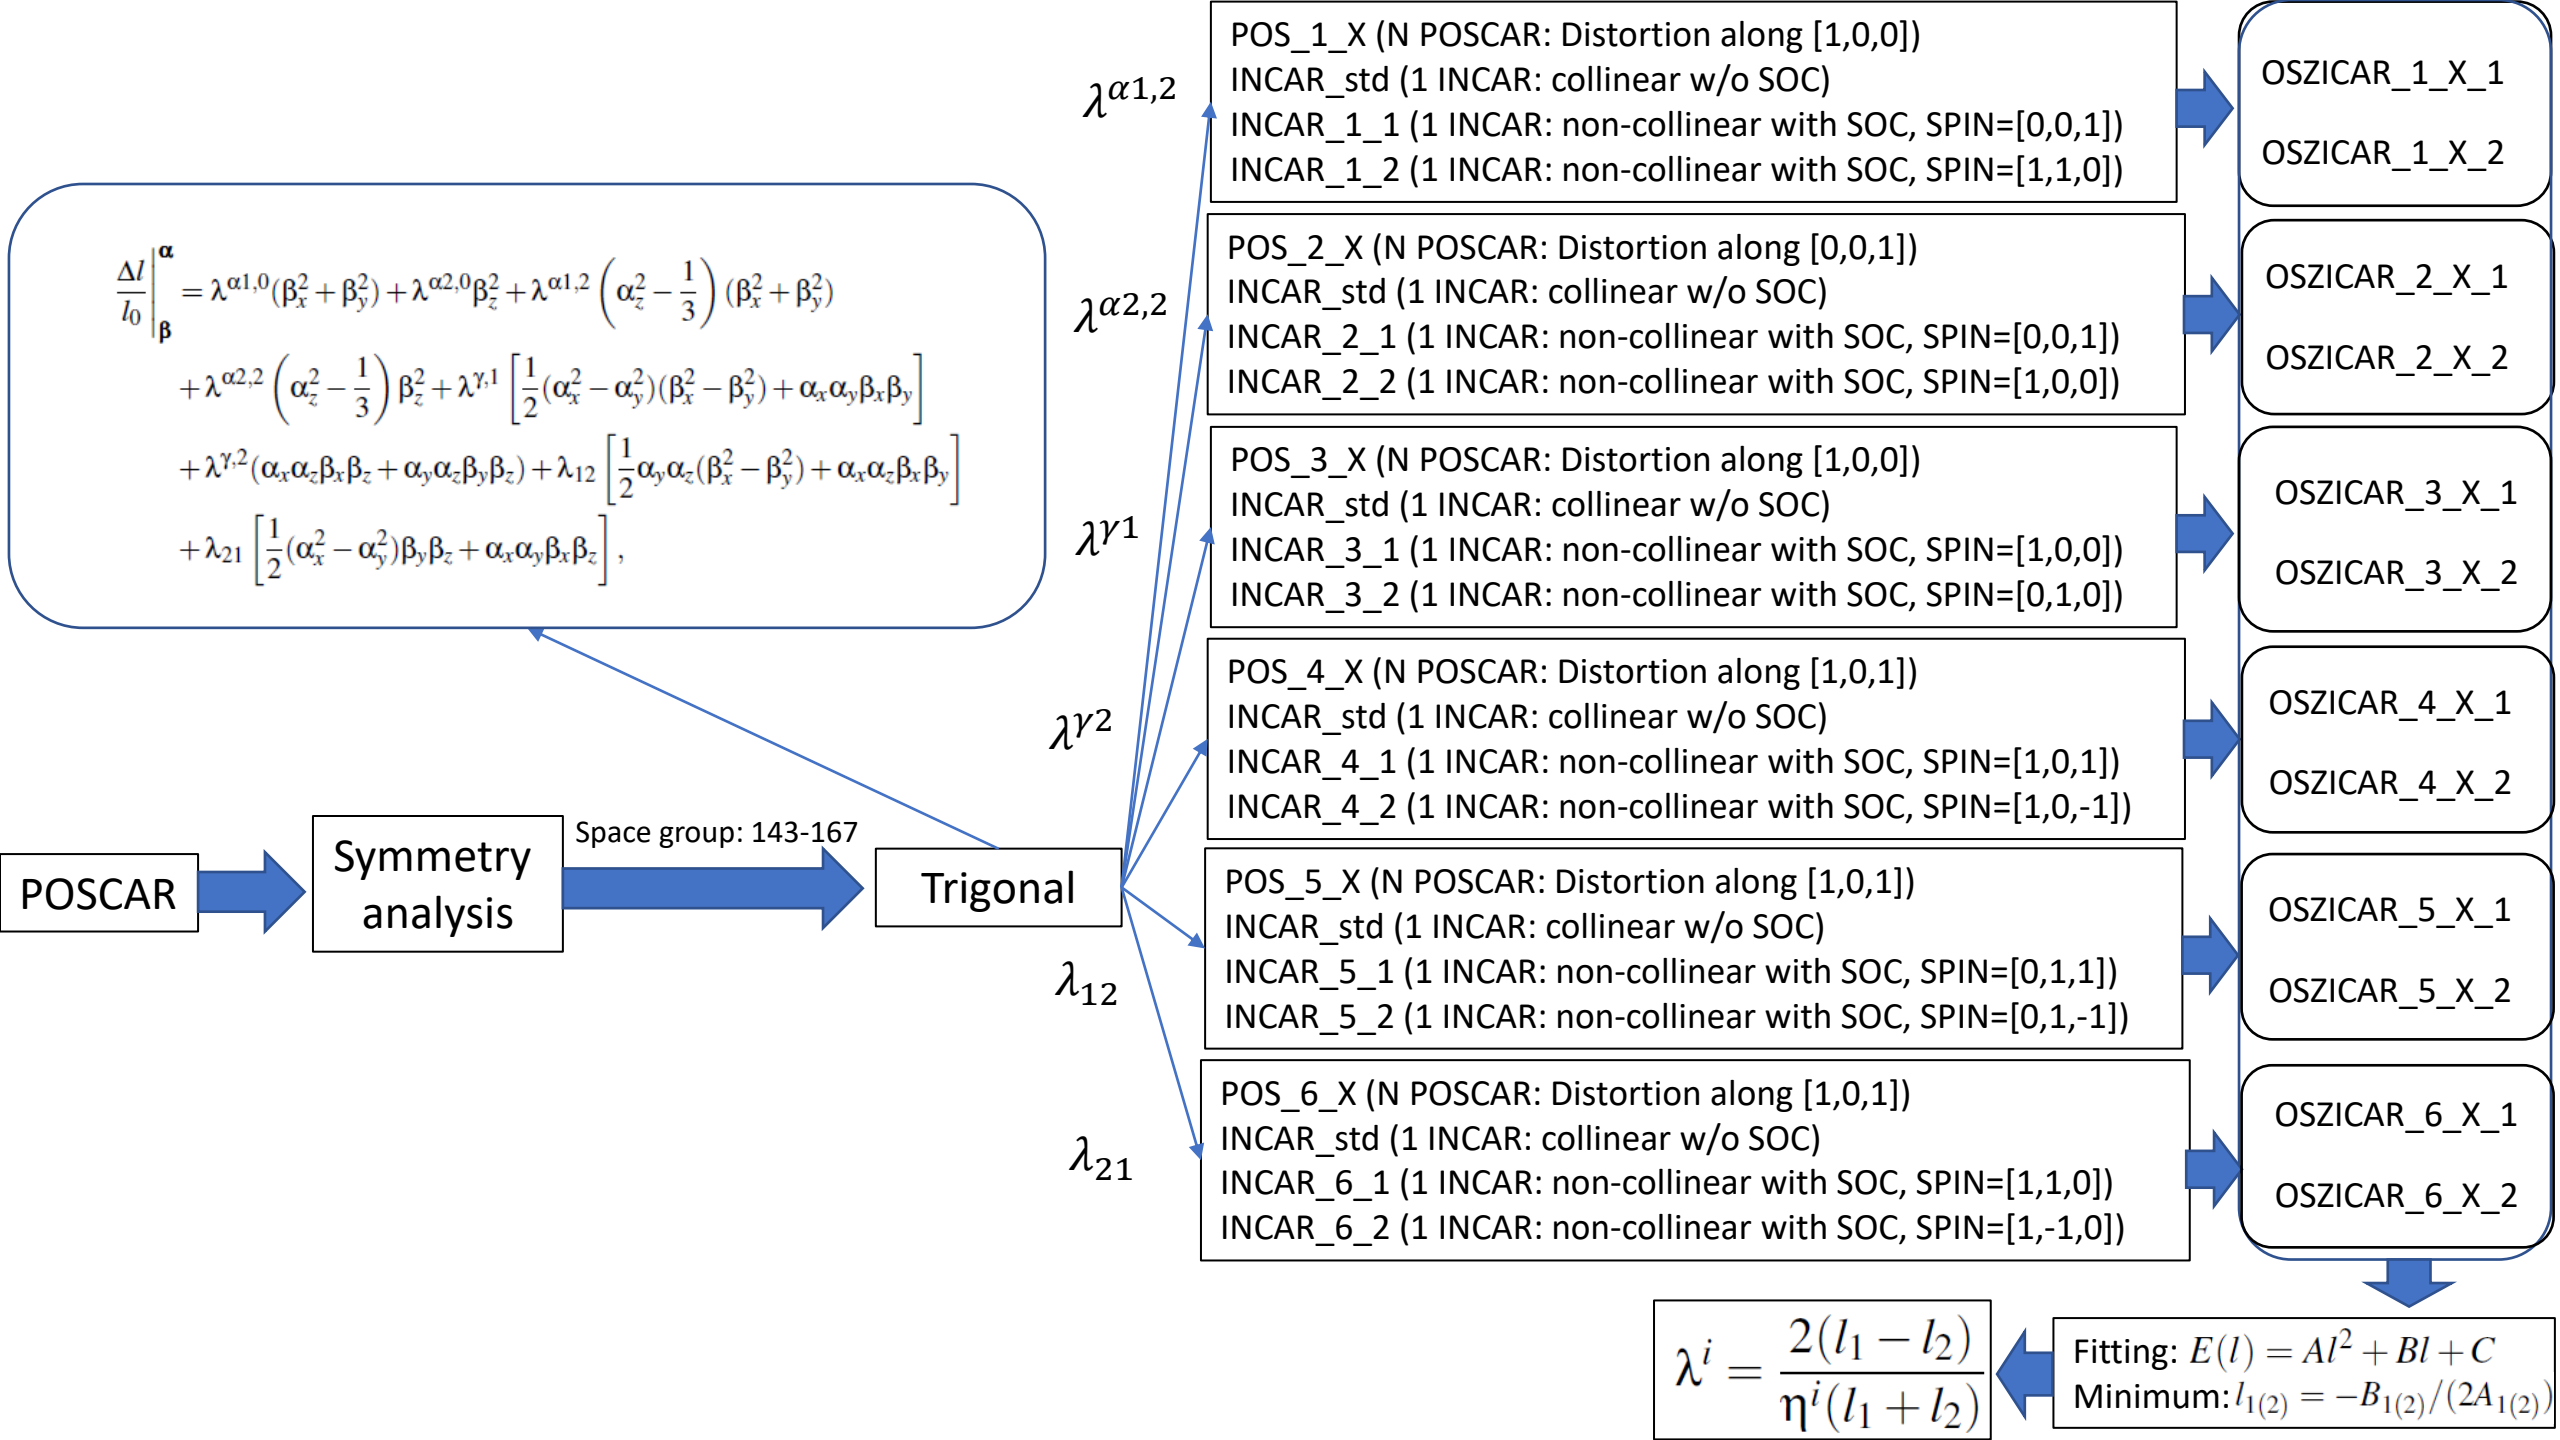 POSCAR
Symmetry
analysis
Space group: 143-167
Trigonal
Δl/l₀ |^α_β = λ^{α1,0}(β_x^2 + β_y^2) + λ^{α2,0}β_z^2 + λ^{α1,2}(α_z^2 − 1/3)(β_x^2 + β_y^2)
+ λ^{α2,2}(α_z^2 − 1/3)β_z^2 + λ^{γ,1}[1/2(α_x^2 − α_y^2)(β_x^2 − β_y^2) + α_xα_yβ_xβ_y]
+ λ^{γ,2}(α_xα_zβ_xβ_z + α_yα_zβ_yβ_z) + λ_{12}[1/2α_yα_z(β_x^2 − β_y^2) + α_xα_zβ_xβ_y]
+ λ_{21}[1/2(α_x^2 − α_y^2)β_yβ_z + α_xα_yβ_xβ_z],
λ^{α1,2}
POS_1_X (N POSCAR: Distortion along [1,0,0])
INCAR_std (1 INCAR: collinear w/o SOC)
INCAR_1_1 (1 INCAR: non-collinear with SOC, SPIN=[0,0,1])
INCAR_1_2 (1 INCAR: non-collinear with SOC, SPIN=[1,1,0])
OSZICAR_1_X_1
OSZICAR_1_X_2
λ^{α2,2}
POS_2_X (N POSCAR: Distortion along [0,0,1])
INCAR_std (1 INCAR: collinear w/o SOC)
INCAR_2_1 (1 INCAR: non-collinear with SOC, SPIN=[0,0,1])
INCAR_2_2 (1 INCAR: non-collinear with SOC, SPIN=[1,0,0])
OSZICAR_2_X_1
OSZICAR_2_X_2
λ^{γ1}
POS_3_X (N POSCAR: Distortion along [1,0,0])
INCAR_std (1 INCAR: collinear w/o SOC)
INCAR_3_1 (1 INCAR: non-collinear with SOC, SPIN=[1,0,0])
INCAR_3_2 (1 INCAR: non-collinear with SOC, SPIN=[0,1,0])
OSZICAR_3_X_1
OSZICAR_3_X_2
λ^{γ2}
POS_4_X (N POSCAR: Distortion along [1,0,1])
INCAR_std (1 INCAR: collinear w/o SOC)
INCAR_4_1 (1 INCAR: non-collinear with SOC, SPIN=[1,0,1])
INCAR_4_2 (1 INCAR: non-collinear with SOC, SPIN=[1,0,-1])
OSZICAR_4_X_1
OSZICAR_4_X_2
λ_{12}
POS_5_X (N POSCAR: Distortion along [1,0,1])
INCAR_std (1 INCAR: collinear w/o SOC)
INCAR_5_1 (1 INCAR: non-collinear with SOC, SPIN=[0,1,1])
INCAR_5_2 (1 INCAR: non-collinear with SOC, SPIN=[0,1,-1])
OSZICAR_5_X_1
OSZICAR_5_X_2
λ_{21}
POS_6_X (N POSCAR: Distortion along [1,0,1])
INCAR_std (1 INCAR: collinear w/o SOC)
INCAR_6_1 (1 INCAR: non-collinear with SOC, SPIN=[1,1,0])
INCAR_6_2 (1 INCAR: non-collinear with SOC, SPIN=[1,-1,0])
OSZICAR_6_X_1
OSZICAR_6_X_2
Fitting: E(l) = Al^2 + Bl + C
Minimum: l_{1(2)} = −B_{1(2)}/(2A_{1(2)})
λ^i = 2(l_1 − l_2) / η^i(l_1 + l_2)